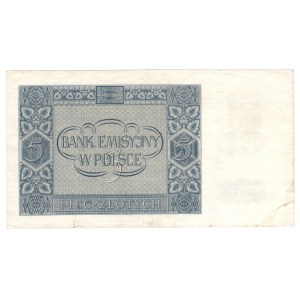 BANK EMISYJNY
W POLSCE
5 5
PIĘĆ ZŁOTYCH